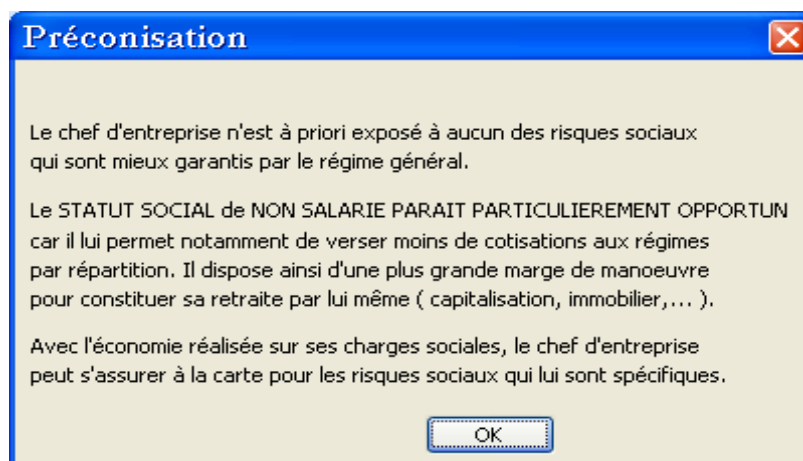 Préconisation
Le chef d'entreprise n'est à priori exposé à aucun des risques sociaux
qui sont mieux garantis par le régime général.
Le STATUT SOCIAL de NON SALARIE PARAIT PARTICULIEREMENT OPPORTUN
car il lui permet notamment de verser moins de cotisations aux régimes
par répartition. Il dispose ainsi d'une plus grande marge de manoeuvre
pour constituer sa retraite par lui même ( capitalisation, immobilier,... ).
Avec l'économie réalisée sur ses charges sociales, le chef d'entreprise
peut s'assurer à la carte pour les risques sociaux qui lui sont spécifiques.
OK